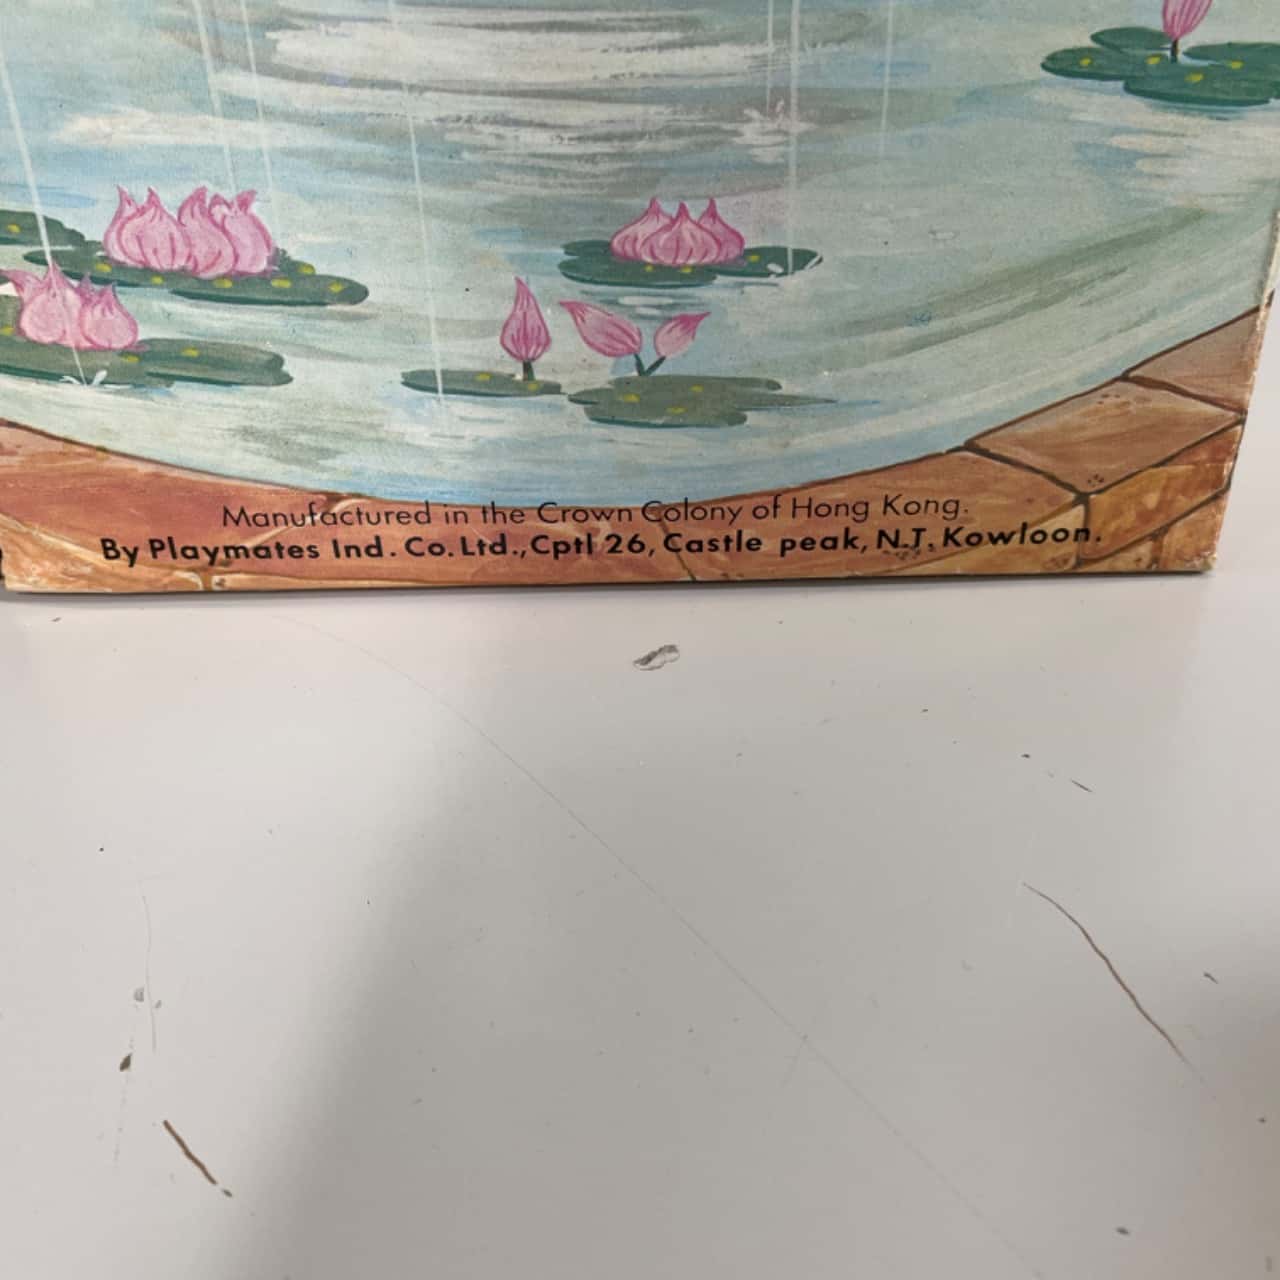 Manufactured in the Crown Colony of Hong Kong.
By Playmates Ind. Co. Ltd., Cptl 26, Castle peak, N.T. Kowloon.